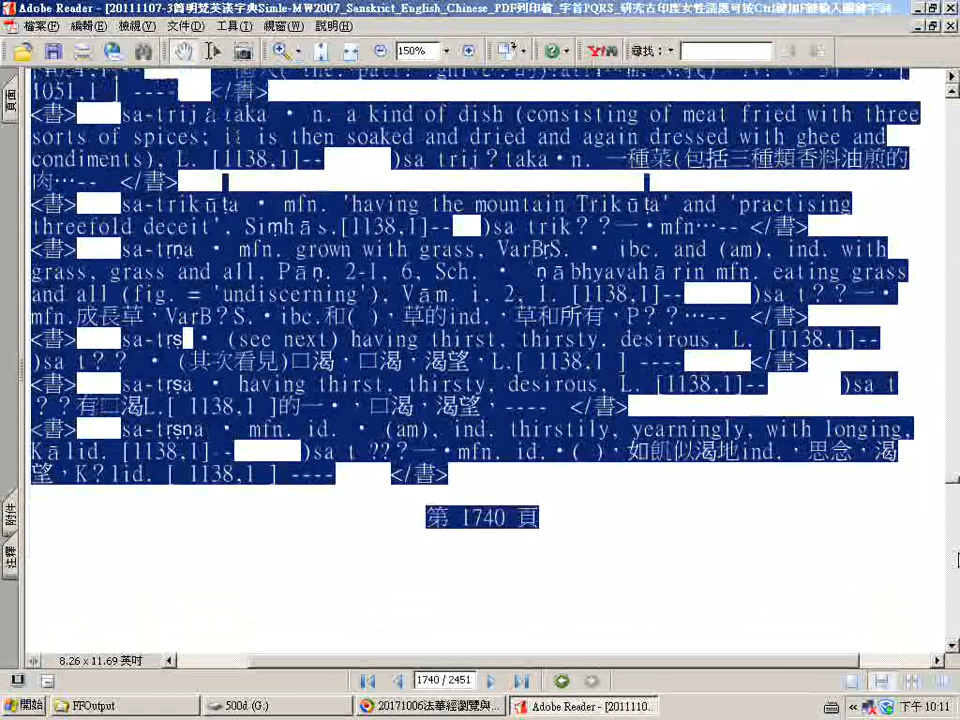 Adobe Reader - [20111107-3簡明梵英漢字典Simle-MW2007_Sanskrict_English_Chinese_PDF列印檔_字首PQRS_研究古印度女性議題可按Ctrl鍵加F鍵輸入關鍵字詞
檔案(F) 編輯(E) 檢視(V) 文件(D) 工具(T) 視窗(W) 說明(H)
150% 尋找：
頁面
1051,1 ] ---- </書>
<書> sa-trijātaka • n. a kind of dish (consisting of meat fried with three
sorts of spices; it is then soaked and dried and again dressed with ghee and
condiments), L. [1138,1]-- )sa trij？taka•n. 一種菜(包括三種類香料油煎的
肉…-- </書>
<書> sa-trikūṭa • mfn. 'having the mountain Trikūṭa' and 'practising
threefold deceit', Siṃhās.[1138,1]-- )sa trik？？一•mfn…-- </書>
<書> sa-tṛṇa • mfn. grown with grass, VarBṛS. • ibc. and (am), ind. with
grass, grass and all, Pāṇ. 2-1, 6, Sch. • ˚ṇābhyavahārin mfn. eating grass
and all (fig. = 'undiscerning'), Vām. i. 2, 1. [1138,1]-- )sa t？？一•
mfn.成長草，VarB？S.•ibc.和( )，草的ind.，草和所有，P？？…-- </書>
<書> sa-tṛṣ • (see next) having thirst, thirsty. desirous, L. [1138,1]--
)sa t？？ •(其次看見)口渴，口渴，渴望，L.[ 1138,1 ] ---- </書>
<書> sa-tṛṣa • having thirst, thirsty, desirous, L. [1138,1]-- )sa t
？？有口渴L.[ 1138,1 ]的一•，口渴，渴望，---- </書>
<書> sa-tṛṣṇa • mfn. id. • (am), ind. thirstily, yearningly, with longing,
Kālid. [1138,1] -- )sa t ???一•mfn. id.•( )，如飢似渴地ind.，思念，渴
望，K？lid. [ 1138,1 ] ---- </書>
第 1740 頁
附件
注釋
8.26 x 11.69 英吋
1740 / 2451
開始 FFOutput 500d (G:) 20171006法華經瀏覽與... Adobe Reader - [2011110... 下午 10:11